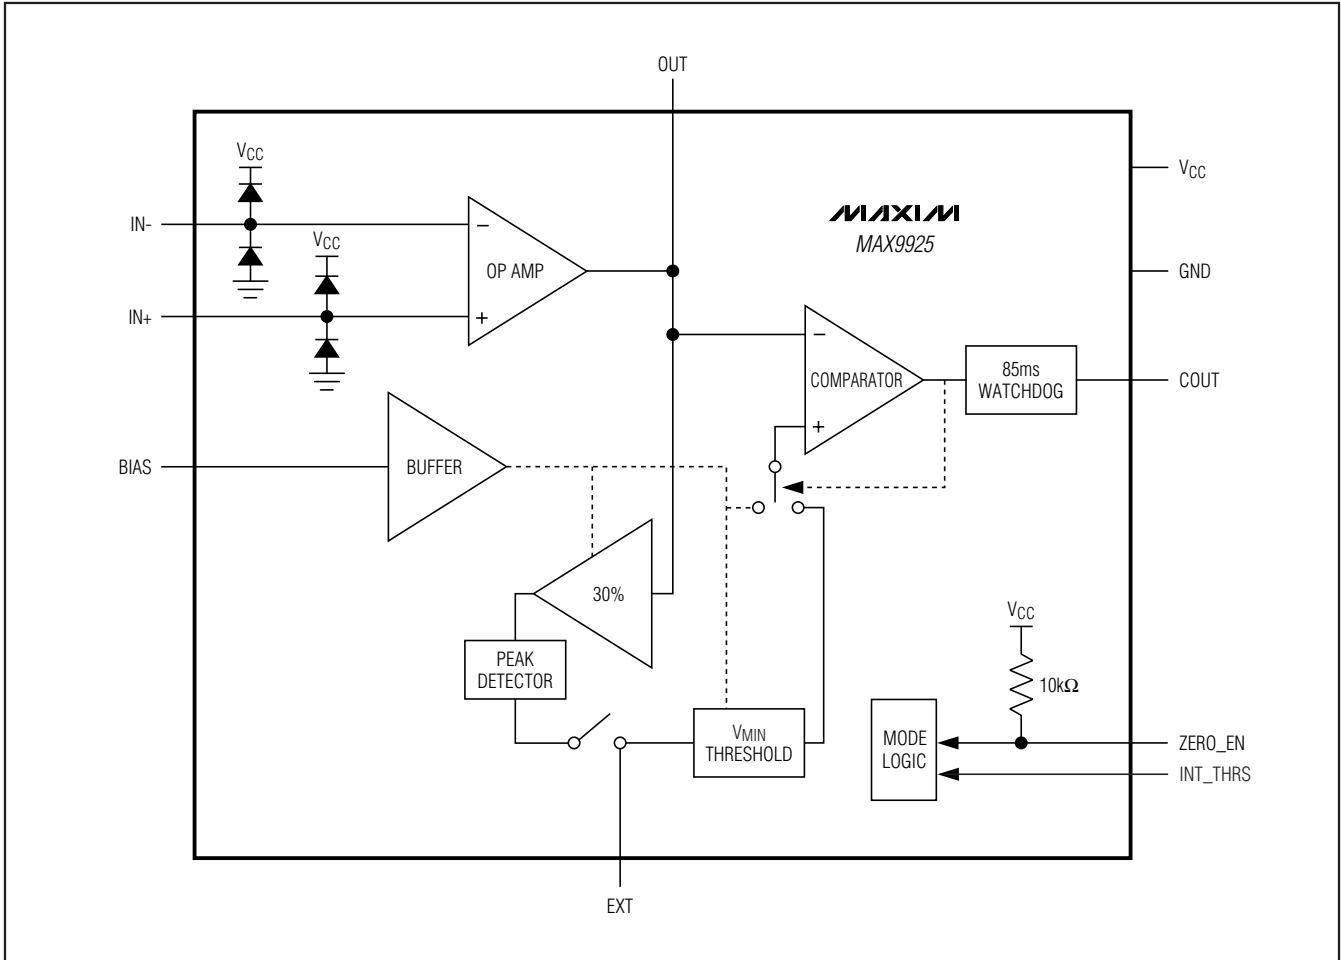 OUT
VCC
VCC
IN-
MAXIM
MAX9925
VCC
−
OP AMP
GND
IN+
+
−
COMPARATOR
85ms
WATCHDOG
COUT
+
BIAS
BUFFER
30%
VCC
PEAK
DETECTOR
10kΩ
VMIN
THRESHOLD
MODE
LOGIC
ZERO_EN
INT_THRS
EXT